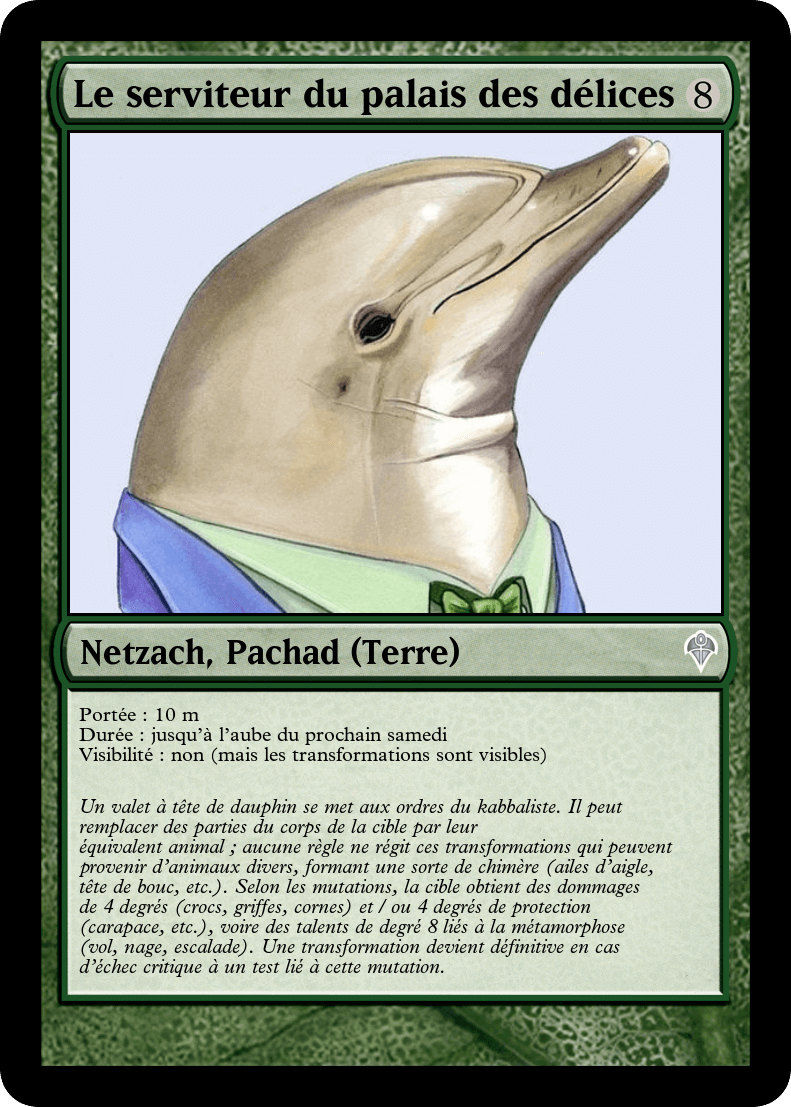 Le serviteur du palais des délices 8
Netzach, Pachad (Terre)
Portée : 10 m
Durée : jusqu'à l'aube du prochain samedi
Visibilité : non (mais les transformations sont visibles)
Un valet à tête de dauphin se met aux ordres du kabbaliste. Il peut
remplacer des parties du corps de la cible par leur
équivalent animal ; aucune règle ne régit ces transformations qui peuvent
provenir d'animaux divers, formant une sorte de chimère (ailes d'aigle,
tête de bouc, etc.). Selon les mutations, la cible obtient des dommages
de 4 degrés (crocs, griffes, cornes) et / ou 4 degrés de protection
(carapace, etc.), voire des talents de degré 8 liés à la métamorphose
(vol, nage, escalade). Une transformation devient définitive en cas
d'échec critique à un test lié à cette mutation.